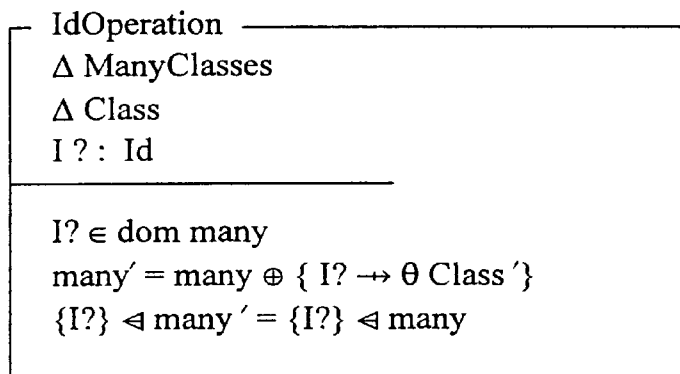 IdOperation
Δ ManyClasses
Δ Class
I ? : Id
I? ∈ dom many
many′ = many ⊕ { I? ⇸ θ Class ′}
{I?} ⩤ many ′ = {I?} ⩤ many